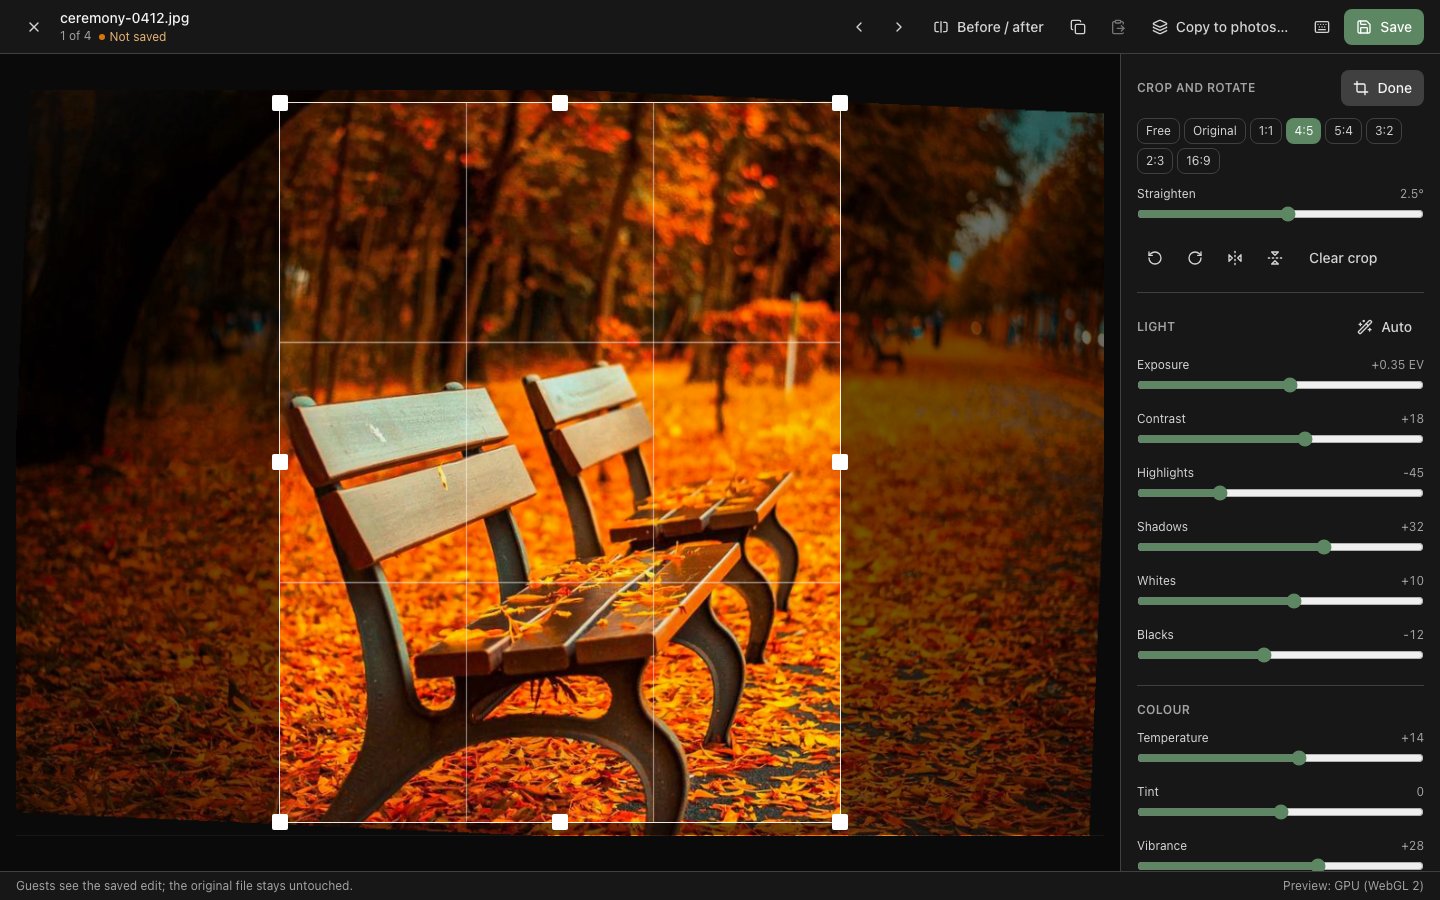 ceremony-0412.jpg
1 of 4 Not saved
Before / after
Copy to photos...
Save
CROP AND ROTATE
Done
Free Original 1:1 4:5 5:4 3:2
2:3 16:9
Straighten 2.5°
Clear crop
LIGHT
Auto
Exposure +0.35 EV
Contrast +18
Highlights -45
Shadows +32
Whites +10
Blacks -12
COLOUR
Temperature +14
Tint 0
Vibrance +28
Guests see the saved edit; the original file stays untouched.
Preview: GPU (WebGL 2)